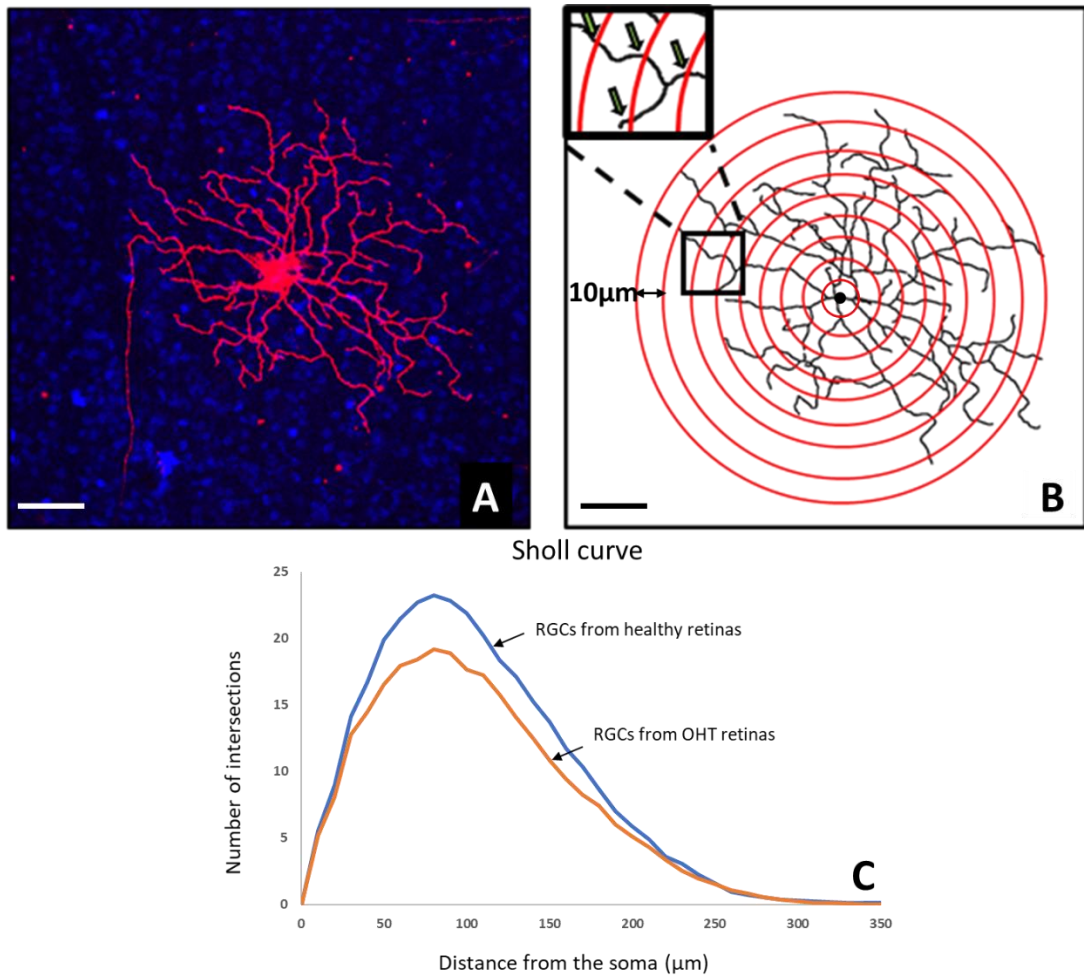 A
10µm
B
Sholl curve
25
20
15
10
5
0
Number of intersections
RGCs from healthy retinas
RGCs from OHT retinas
C
0 50 100 150 200 250 300 350
Distance from the soma (µm)